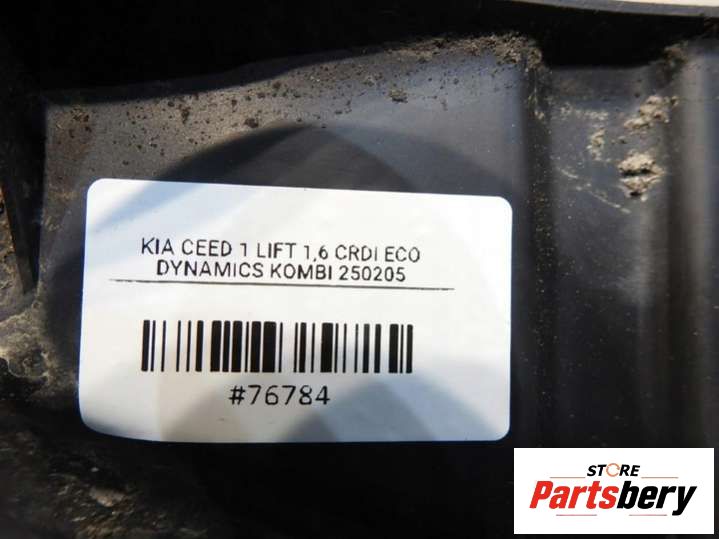 KIA CEED 1 LIFT 1,6 CRDI ECO
DYNAMICS KOMBI 250205
#76784
STORE
Partsbery